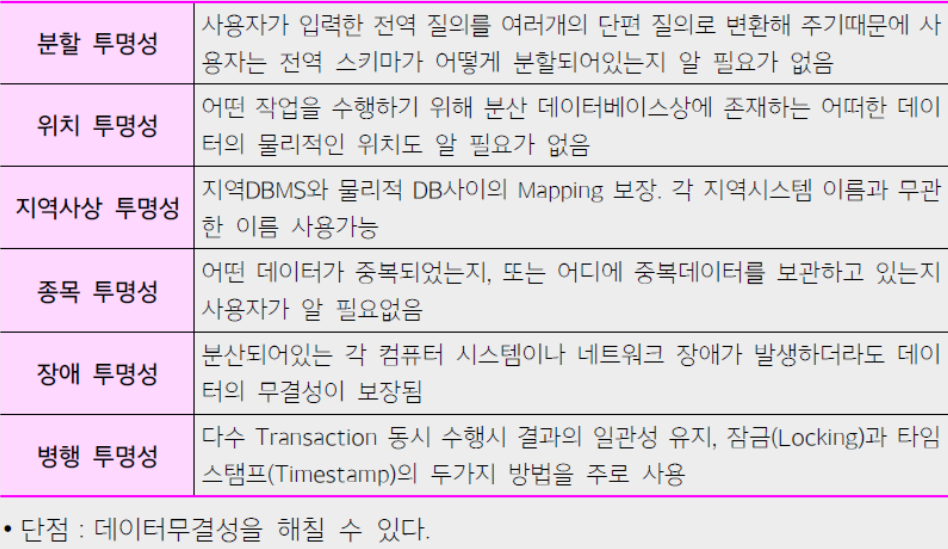 분할 투명성
사용자가 입력한 전역 질의를 여러개의 단편 질의로 변환해 주기때문에 사
용자는 전역 스키마가 어떻게 분할되어있는지 알 필요가 없음
위치 투명성
어떤 작업을 수행하기 위해 분산 데이터베이스상에 존재하는 어떠한 데이
터의 물리적인 위치도 알 필요가 없음
지역사상 투명성
지역DBMS와 물리적 DB사이의 Mapping 보장. 각 지역시스템 이름과 무관
한 이름 사용가능
종목 투명성
어떤 데이터가 중복되었는지, 또는 어디에 중복데이터를 보관하고 있는지
사용자가 알 필요없음
장애 투명성
분산되어있는 각 컴퓨터 시스템이나 네트워크 장애가 발생하더라도 데이
터의 무결성이 보장됨
병행 투명성
다수 Transaction 동시 수행시 결과의 일관성 유지, 잠금(Locking)과 타임
스탬프(Timestamp)의 두가지 방법을 주로 사용
• 단점 : 데이터무결성을 해칠 수 있다.